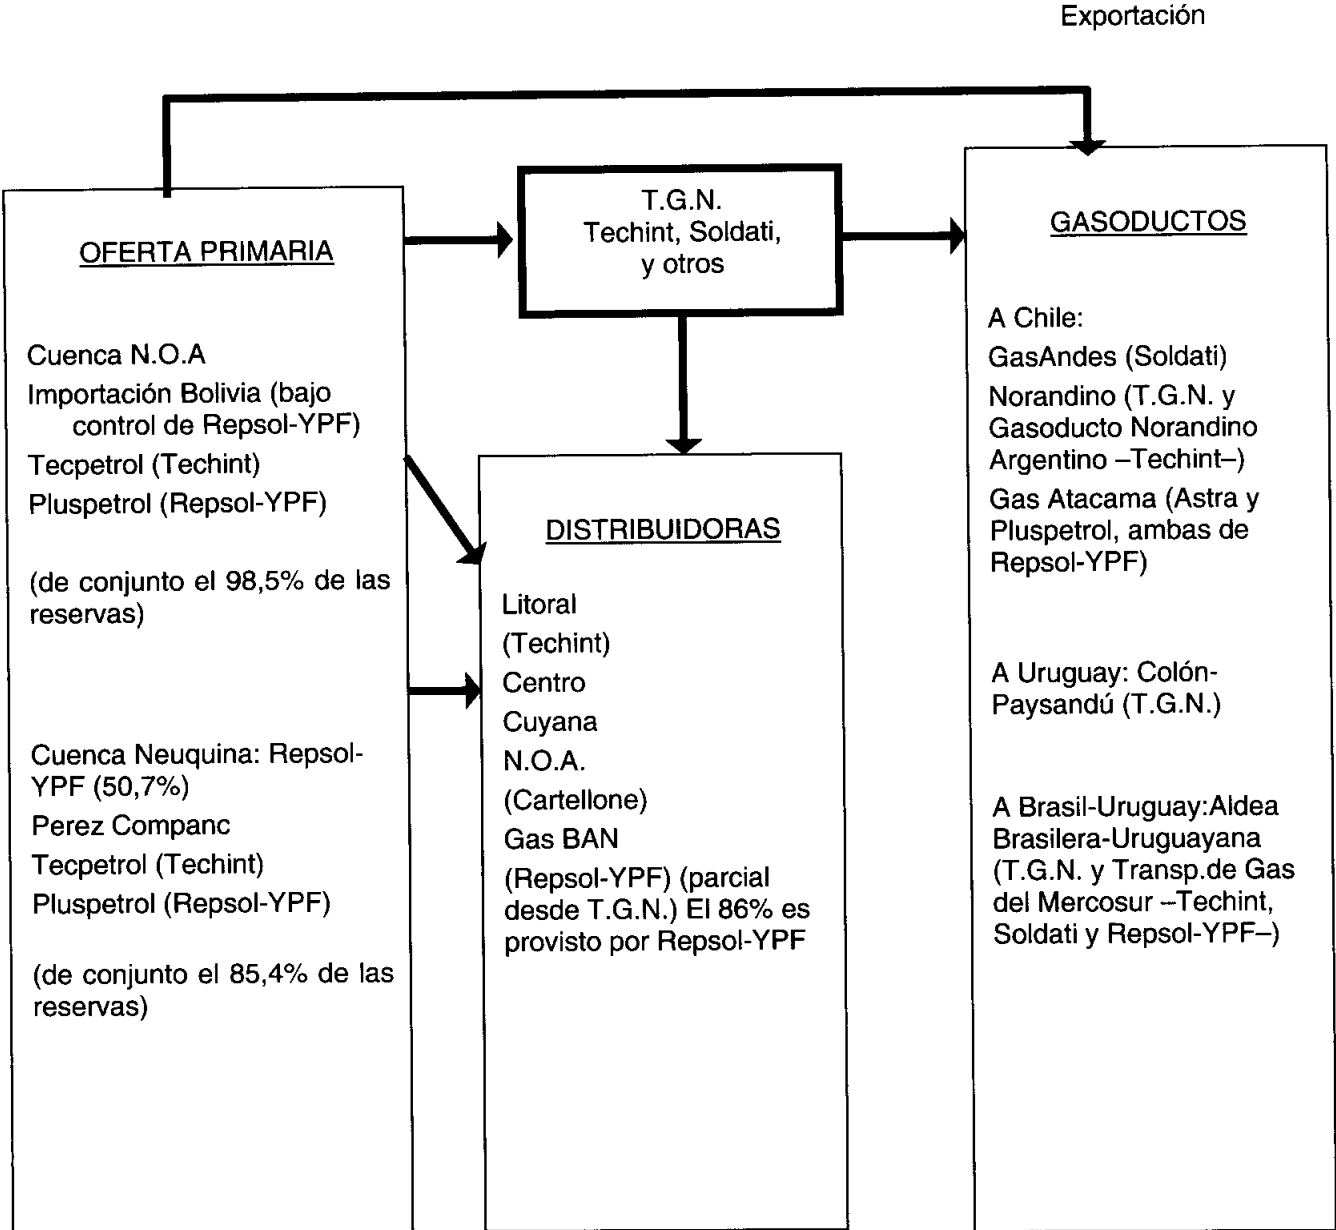 Exportación
OFERTA PRIMARIA
Cuenca N.O.A
Importación Bolivia (bajo
control de Repsol-YPF)
Tecpetrol (Techint)
Pluspetrol (Repsol-YPF)
(de conjunto el 98,5% de las
reservas)
Cuenca Neuquina: Repsol-
YPF (50,7%)
Perez Companc
Tecpetrol (Techint)
Pluspetrol (Repsol-YPF)
(de conjunto el 85,4% de las
reservas)
T.G.N.
Techint, Soldati,
y otros
DISTRIBUIDORAS
Litoral
(Techint)
Centro
Cuyana
N.O.A.
(Cartellone)
Gas BAN
(Repsol-YPF) (parcial
desde T.G.N.) El 86% es
provisto por Repsol-YPF
GASODUCTOS
A Chile:
GasAndes (Soldati)
Norandino (T.G.N. y
Gasoducto Norandino
Argentino –Techint–)
Gas Atacama (Astra y
Pluspetrol, ambas de
Repsol-YPF)
A Uruguay: Colón-
Paysandú (T.G.N.)
A Brasil-Uruguay:Aldea
Brasilera-Uruguayana
(T.G.N. y Transp.de Gas
del Mercosur –Techint,
Soldati y Repsol-YPF–)